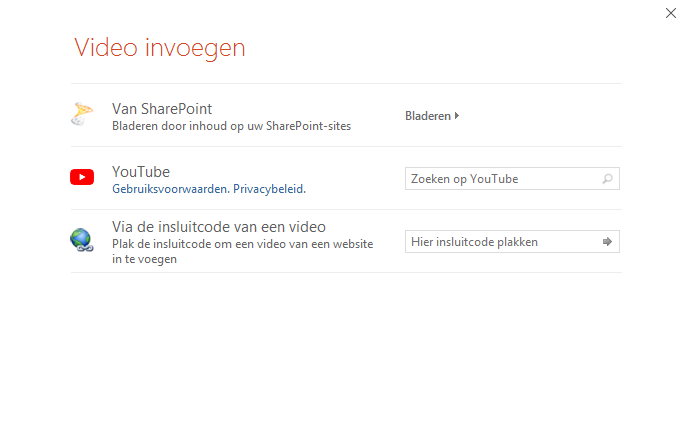 Video invoegen
Van SharePoint
Bladeren door inhoud op uw SharePoint-sites
Bladeren
YouTube
Gebruiksvoorwaarden. Privacybeleid.
Zoeken op YouTube
Via de insluitcode van een video
Plak de insluitcode om een video van een website
in te voegen
Hier insluitcode plakken